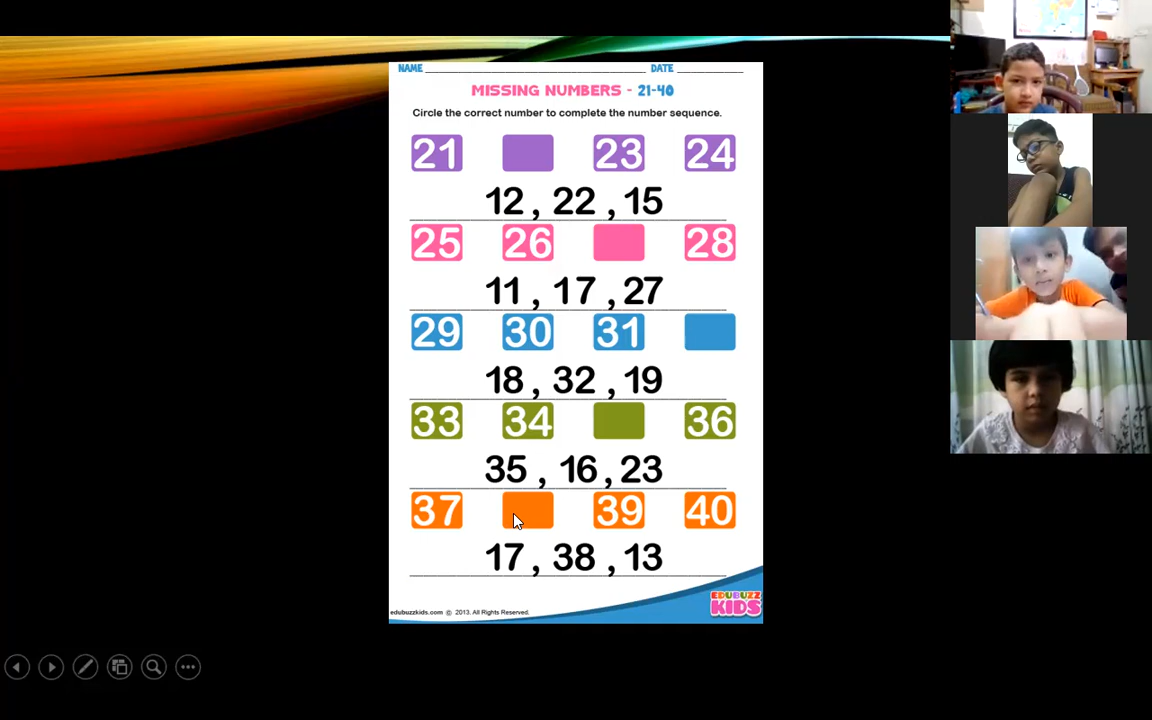 NAME DATE
MISSING NUMBERS - 21-40
Circle the correct number to complete the number sequence.
21 23 24
12 , 22 , 15
25 26 28
11 , 17 , 27
29 30 31
18 , 32 , 19
33 34 36
35 , 16 , 23
37 39 40
17 , 38 , 13
EDUBUZZ
KIDS
edubuzzkids.com © 2013. All Rights Reserved.